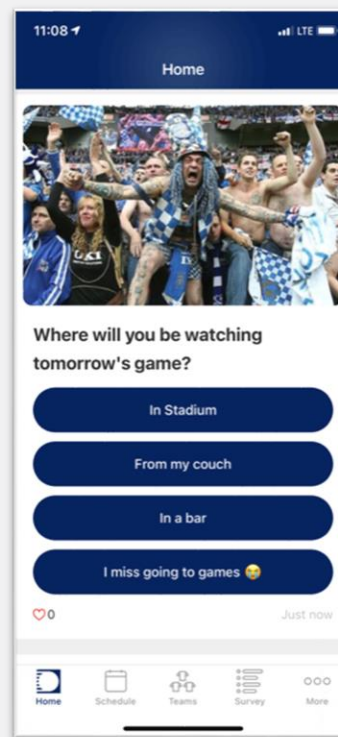 11:08
LTE
Home
Where will you be watching
tomorrow's game?
In Stadium
From my couch
In a bar
I miss going to games 😭
0
Just now
Home
Schedule
Teams
Survey
More